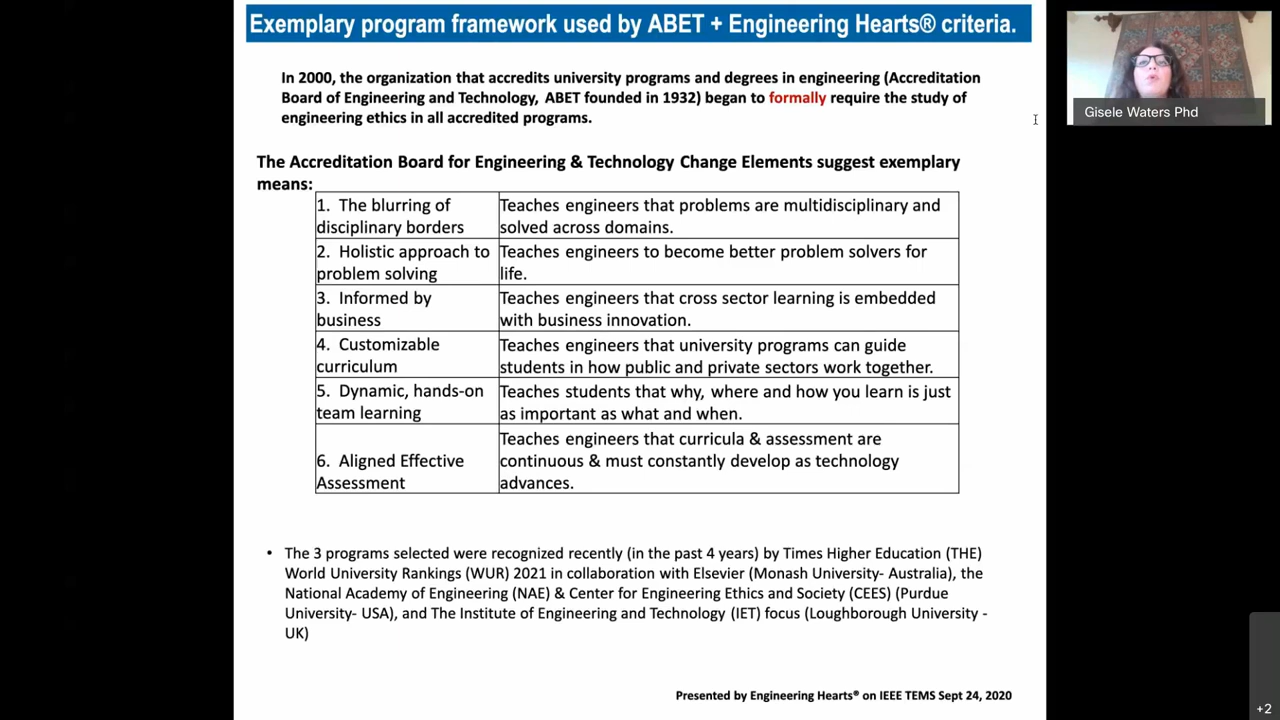 Exemplary program framework used by ABET + Engineering Hearts® criteria.
In 2000, the organization that accredits university programs and degrees in engineering (Accreditation
Board of Engineering and Technology, ABET founded in 1932) began to formally require the study of
engineering ethics in all accredited programs.
Gisele Waters Phd
The Accreditation Board for Engineering & Technology Change Elements suggest exemplary
means:
1. The blurring of
disciplinary borders
Teaches engineers that problems are multidisciplinary and
solved across domains.
2. Holistic approach to
problem solving
Teaches engineers to become better problem solvers for
life.
3. Informed by
business
Teaches engineers that cross sector learning is embedded
with business innovation.
4. Customizable
curriculum
Teaches engineers that university programs can guide
students in how public and private sectors work together.
5. Dynamic, hands-on
team learning
Teaches students that why, where and how you learn is just
as important as what and when.
6. Aligned Effective
Assessment
Teaches engineers that curricula & assessment are
continuous & must constantly develop as technology
advances.
• The 3 programs selected were recognized recently (in the past 4 years) by Times Higher Education (THE)
World University Rankings (WUR) 2021 in collaboration with Elsevier (Monash University- Australia), the
National Academy of Engineering (NAE) & Center for Engineering Ethics and Society (CEES) (Purdue
University- USA), and The Institute of Engineering and Technology (IET) focus (Loughborough University -
UK)
Presented by Engineering Hearts® on IEEE TEMS Sept 24, 2020
+2